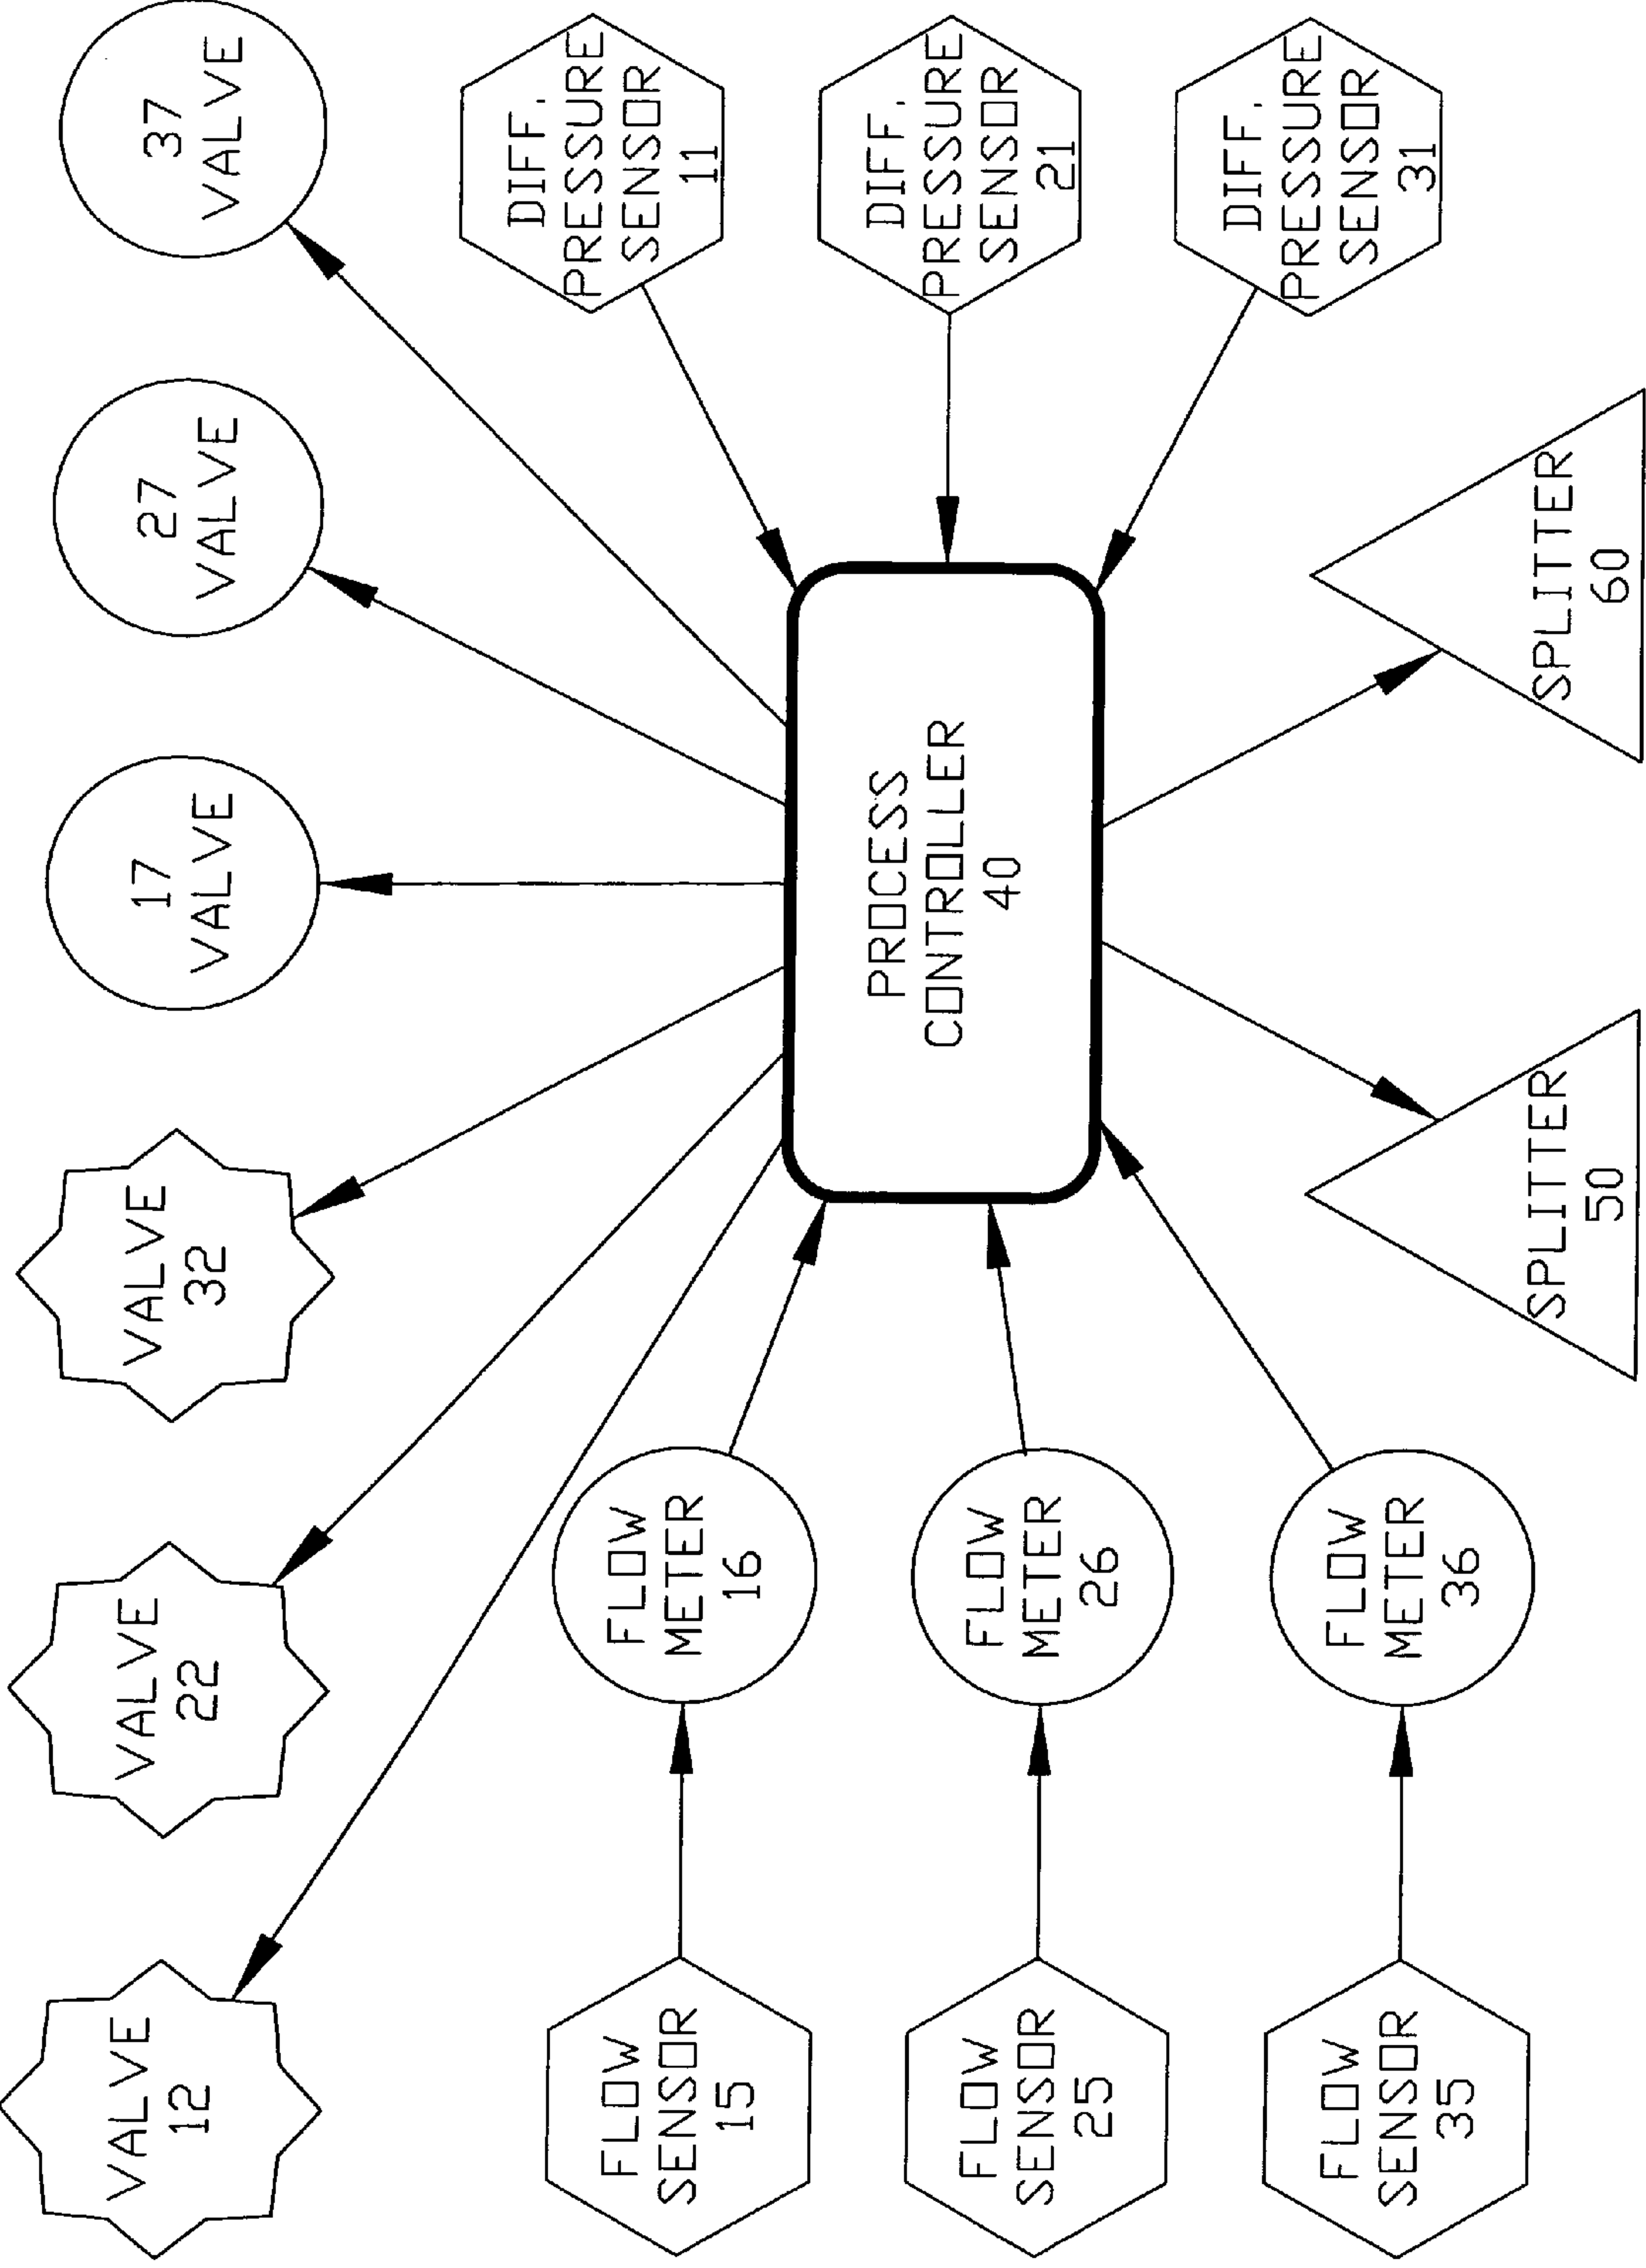 VALVE
12
VALVE
22
VALVE
32
17
VALVE
27
VALVE
37
VALVE
FLOW
SENSOR
15
FLOW
METER
16
DIFF.
PRESSURE
SENSOR
11
FLOW
SENSOR
25
FLOW
METER
26
PROCESS
CONTROLLER
40
DIFF.
PRESSURE
SENSOR
21
FLOW
SENSOR
35
FLOW
METER
36
DIFF.
PRESSURE
SENSOR
31
SPLITTER
50
SPLITTER
60